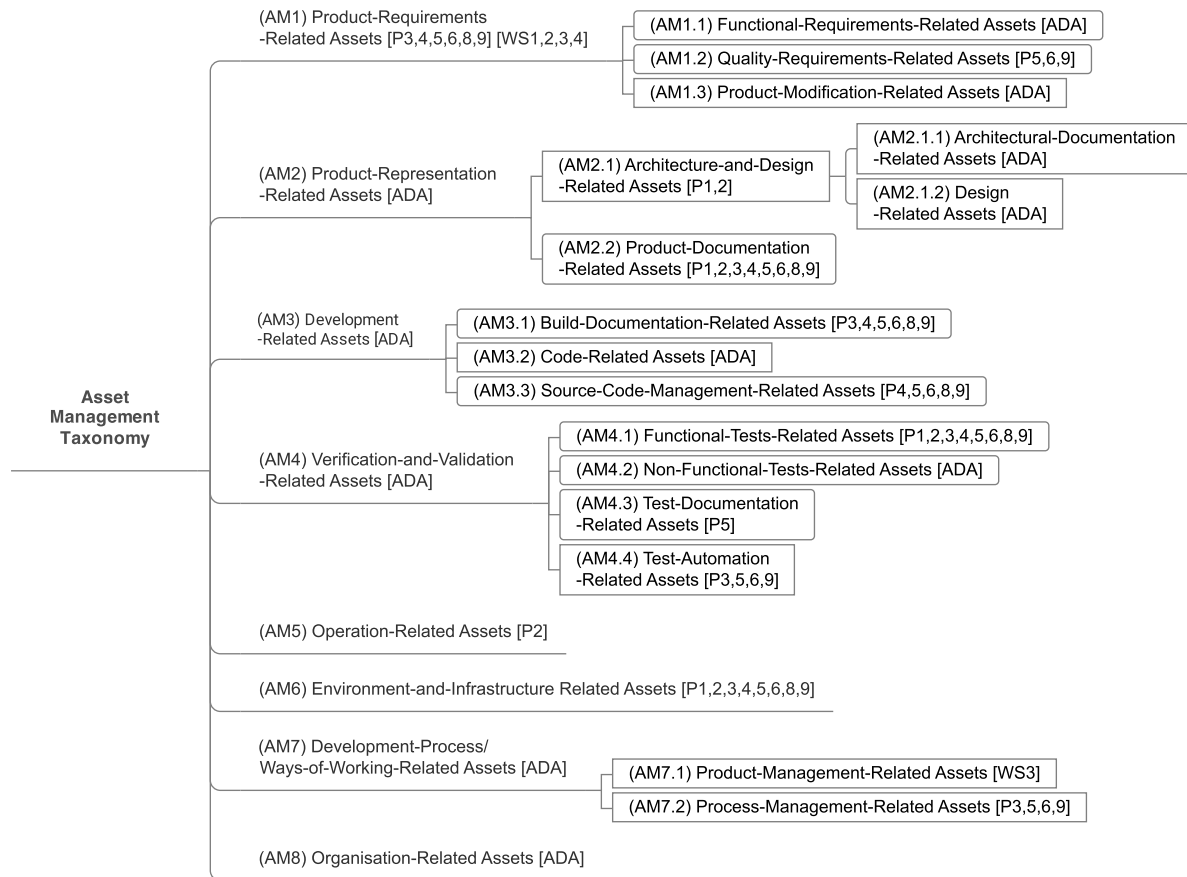 (AM1) Product-Requirements
-Related Assets [P3,4,5,6,8,9] [WS1,2,3,4]
(AM1.1) Functional-Requirements-Related Assets [ADA]
(AM1.2) Quality-Requirements-Related Assets [P5,6,9]
(AM1.3) Product-Modification-Related Assets [ADA]
(AM2) Product-Representation
-Related Assets [ADA]
(AM2.1) Architecture-and-Design
-Related Assets [P1,2]
(AM2.1.1) Architectural-Documentation
-Related Assets [ADA]
(AM2.1.2) Design
-Related Assets [ADA]
(AM2.2) Product-Documentation
-Related Assets [P1,2,3,4,5,6,8,9]
(AM3) Development
-Related Assets [ADA]
(AM3.1) Build-Documentation-Related Assets [P3,4,5,6,8,9]
(AM3.2) Code-Related Assets [ADA]
(AM3.3) Source-Code-Management-Related Assets [P4,5,6,8,9]
Asset
Management
Taxonomy
(AM4) Verification-and-Validation
-Related Assets [ADA]
(AM4.1) Functional-Tests-Related Assets [P1,2,3,4,5,6,8,9]
(AM4.2) Non-Functional-Tests-Related Assets [ADA]
(AM4.3) Test-Documentation
-Related Assets [P5]
(AM4.4) Test-Automation
-Related Assets [P3,5,6,9]
(AM5) Operation-Related Assets [P2]
(AM6) Environment-and-Infrastructure Related Assets [P1,2,3,4,5,6,8,9]
(AM7) Development-Process/
Ways-of-Working-Related Assets [ADA]
(AM7.1) Product-Management-Related Assets [WS3]
(AM7.2) Process-Management-Related Assets [P3,5,6,9]
(AM8) Organisation-Related Assets [ADA]